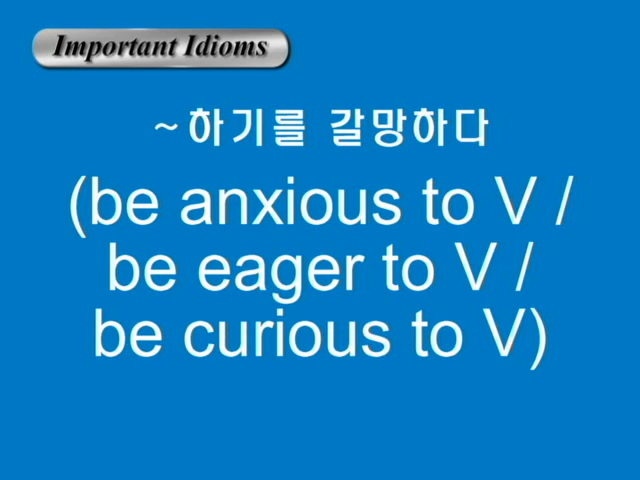 Important Idioms
~하기를 갈망하다
(be anxious to V /
be eager to V /
be curious to V)